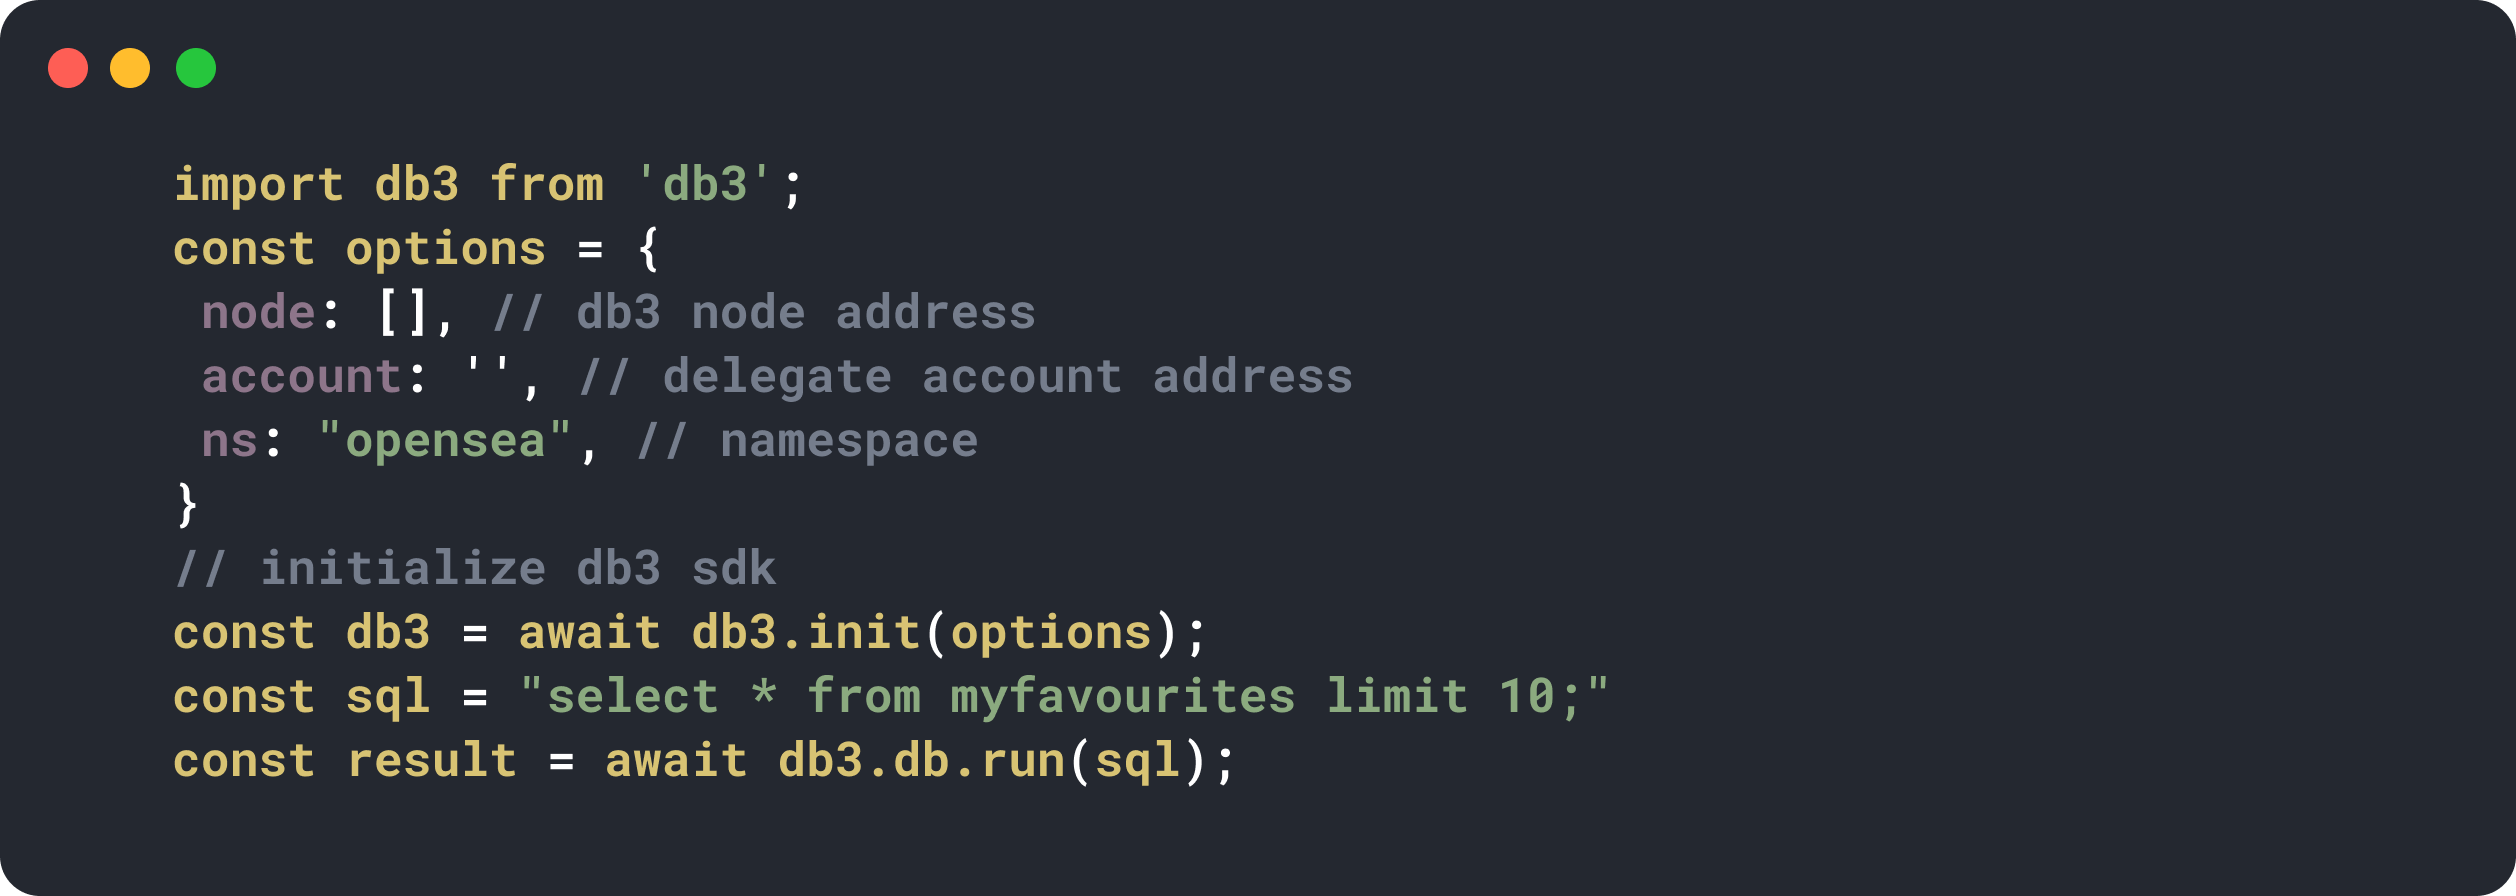 import db3 from 'db3';
const options = {
 node: [], // db3 node address
 account: '', // delegate account address
 ns: "opensea", // namespace
}
// initialize db3 sdk
const db3 = await db3.init(options);
const sql = "select * from myfavourites limit 10;"
const result = await db3.db.run(sql);